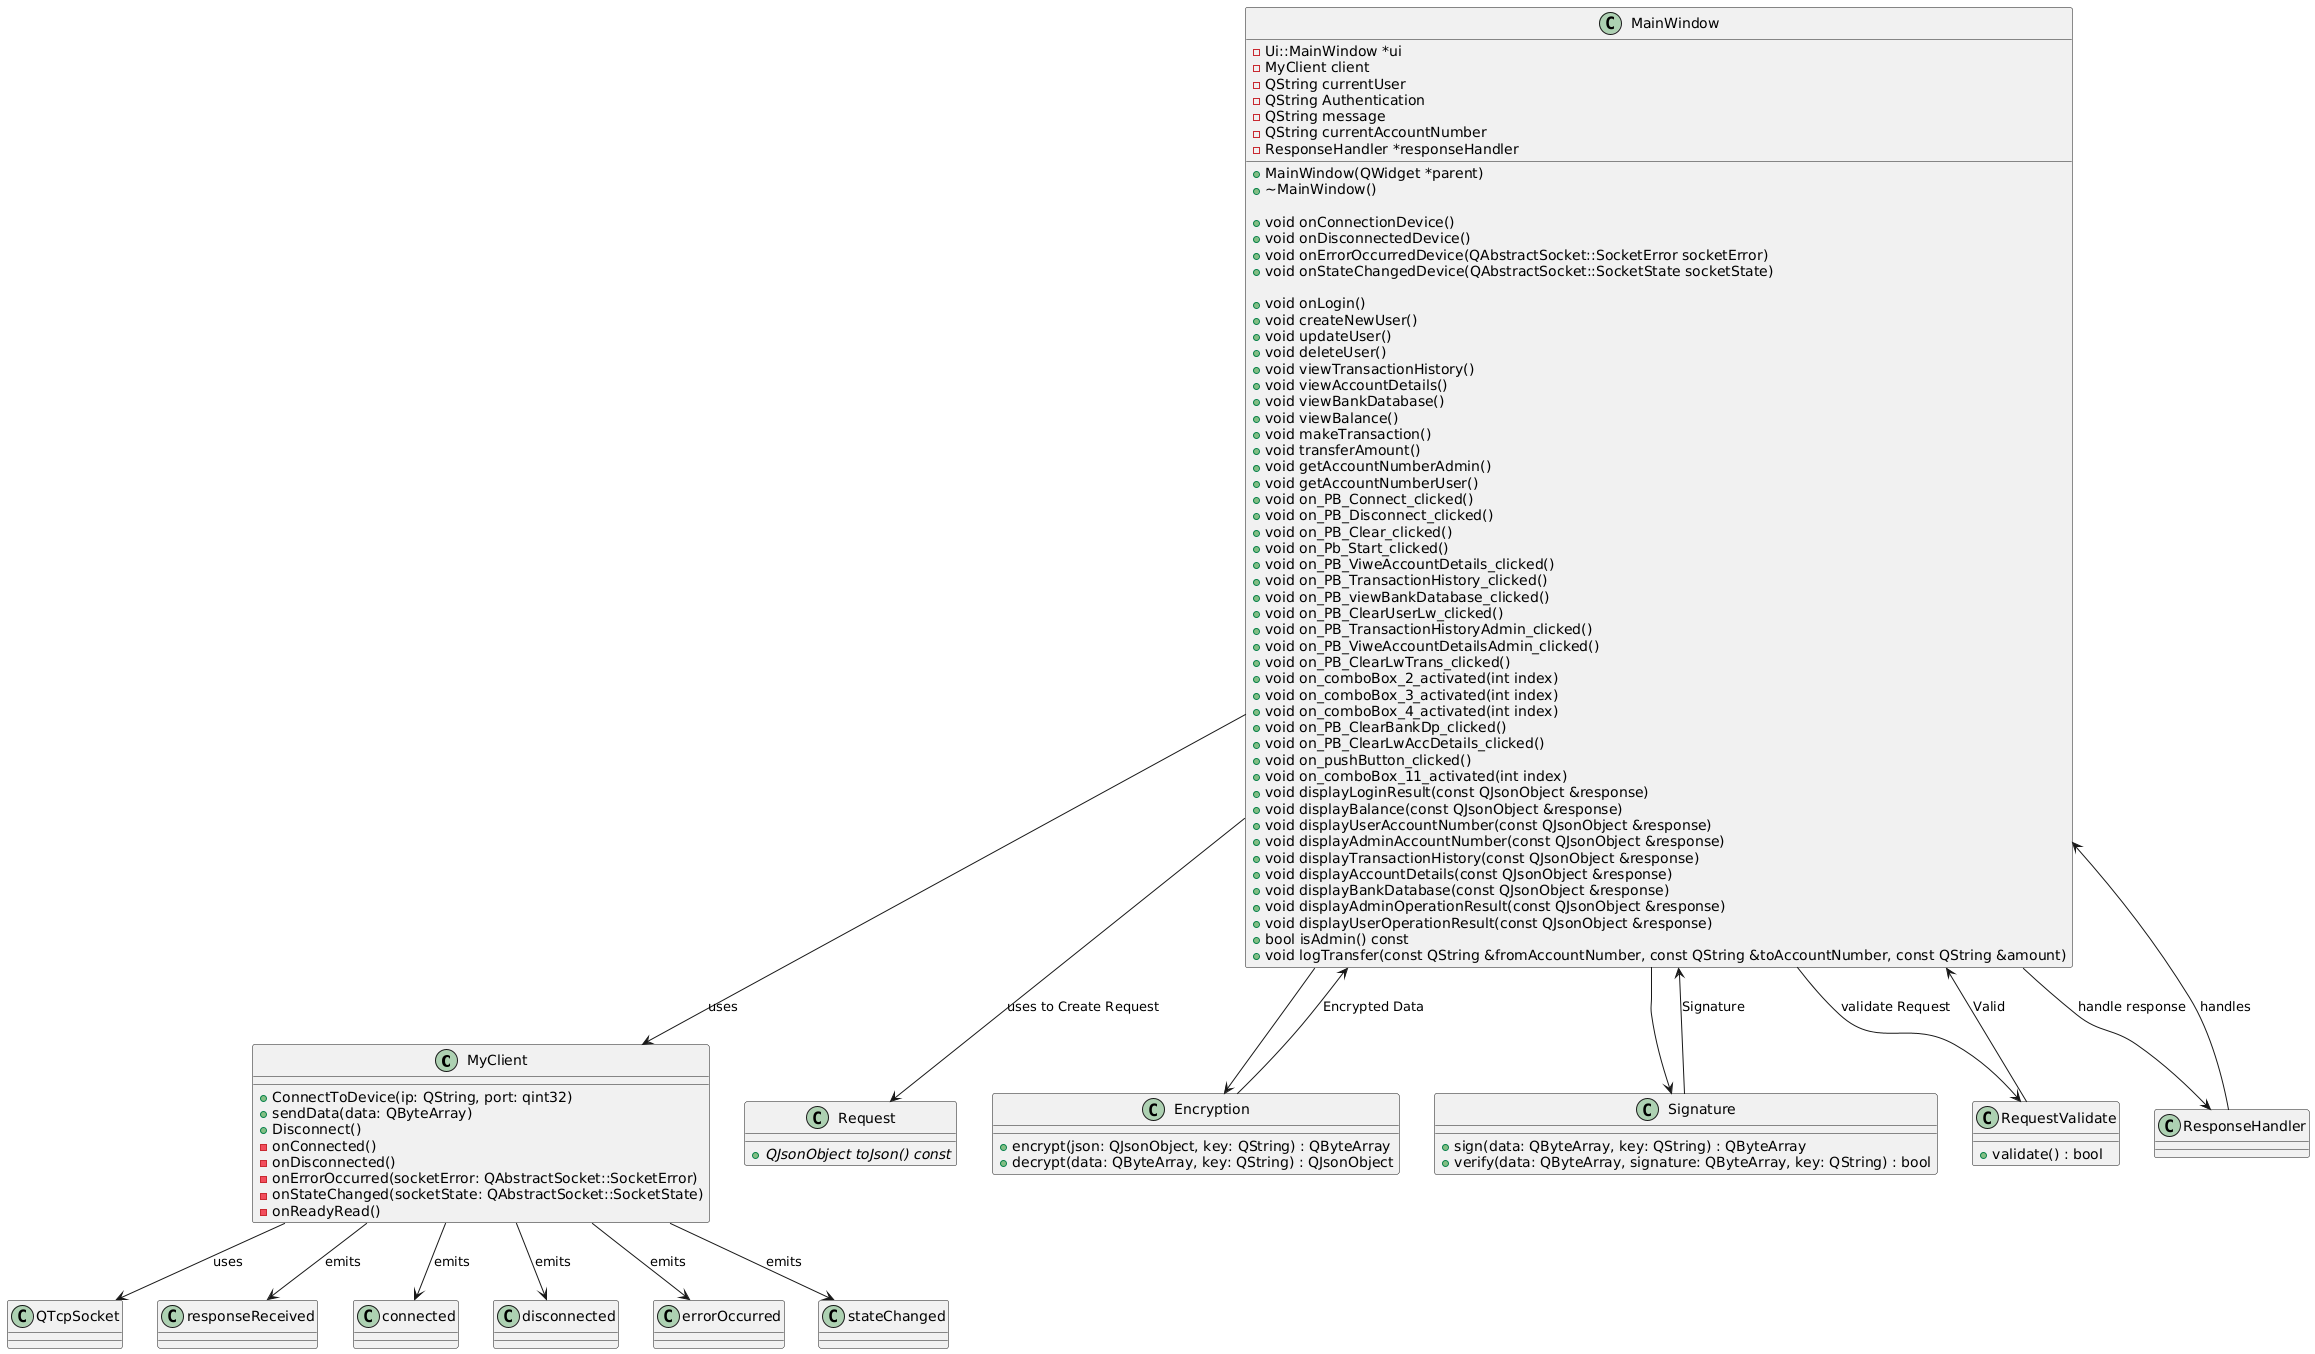 C MainWindow
Ui::MainWindow *ui
MyClient client
QString currentUser
QString Authentication
QString message
QString currentAccountNumber
ResponseHandler *responseHandler
MainWindow(QWidget *parent)
~MainWindow()
void onConnectionDevice()
void onDisconnectedDevice()
void onErrorOccurredDevice(QAbstractSocket::SocketError socketError)
void onStateChangedDevice(QAbstractSocket::SocketState socketState)
void onLogin()
void createNewUser()
void updateUser()
void deleteUser()
void viewTransactionHistory()
void viewAccountDetails()
void viewBankDatabase()
void viewBalance()
void makeTransaction()
void transferAmount()
void getAccountNumberAdmin()
void getAccountNumberUser()
void on_PB_Connect_clicked()
void on_PB_Disconnect_clicked()
void on_PB_Clear_clicked()
void on_Pb_Start_clicked()
void on_PB_ViweAccountDetails_clicked()
void on_PB_TransactionHistory_clicked()
void on_PB_viewBankDatabase_clicked()
void on_PB_ClearUserLw_clicked()
void on_PB_TransactionHistoryAdmin_clicked()
void on_PB_ViweAccountDetailsAdmin_clicked()
void on_PB_ClearLwTrans_clicked()
void on_comboBox_2_activated(int index)
void on_comboBox_3_activated(int index)
void on_comboBox_4_activated(int index)
void on_PB_ClearBankDp_clicked()
void on_PB_ClearLwAccDetails_clicked()
void on_pushButton_clicked()
void on_comboBox_11_activated(int index)
void displayLoginResult(const QJsonObject &response)
void displayBalance(const QJsonObject &response)
void displayUserAccountNumber(const QJsonObject &response)
void displayAdminAccountNumber(const QJsonObject &response)
void displayTransactionHistory(const QJsonObject &response)
void displayAccountDetails(const QJsonObject &response)
void displayBankDatabase(const QJsonObject &response)
void displayAdminOperationResult(const QJsonObject &response)
void displayUserOperationResult(const QJsonObject &response)
bool isAdmin() const
void logTransfer(const QString &fromAccountNumber, const QString &toAccountNumber, const QString &amount)
uses
uses to Create Request
Encrypted Data
Signature
validate Request
Valid
handle response
handles
C MyClient
ConnectToDevice(ip: QString, port: qint32)
sendData(data: QByteArray)
Disconnect()
onConnected()
onDisconnected()
onErrorOccurred(socketError: QAbstractSocket::SocketError)
onStateChanged(socketState: QAbstractSocket::SocketState)
onReadyRead()
C Request
QJsonObject toJson() const
C Encryption
encrypt(json: QJsonObject, key: QString) : QByteArray
decrypt(data: QByteArray, key: QString) : QJsonObject
C Signature
sign(data: QByteArray, key: QString) : QByteArray
verify(data: QByteArray, signature: QByteArray, key: QString) : bool
C RequestValidate
validate() : bool
C ResponseHandler
uses
emits
emits
emits
emits
emits
C QTcpSocket
C responseReceived
C connected
C disconnected
C errorOccurred
C stateChanged